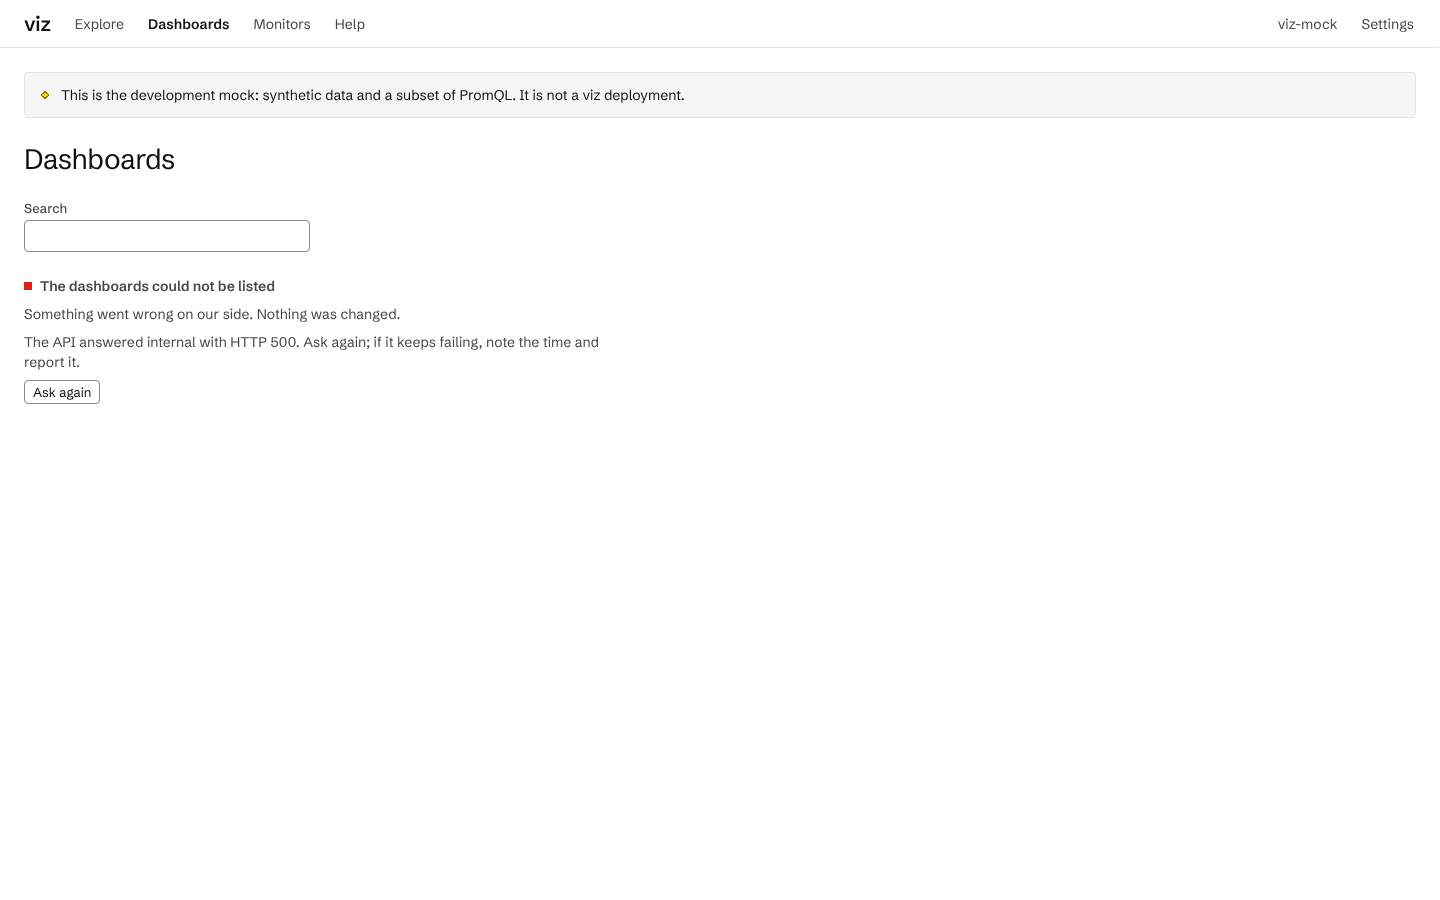 viz Explore Dashboards Monitors Help viz-mock Settings
This is the development mock: synthetic data and a subset of PromQL. It is not a viz deployment.
Dashboards
Search
The dashboards could not be listed
Something went wrong on our side. Nothing was changed.
The API answered internal with HTTP 500. Ask again; if it keeps failing, note the time and
report it.
Ask again